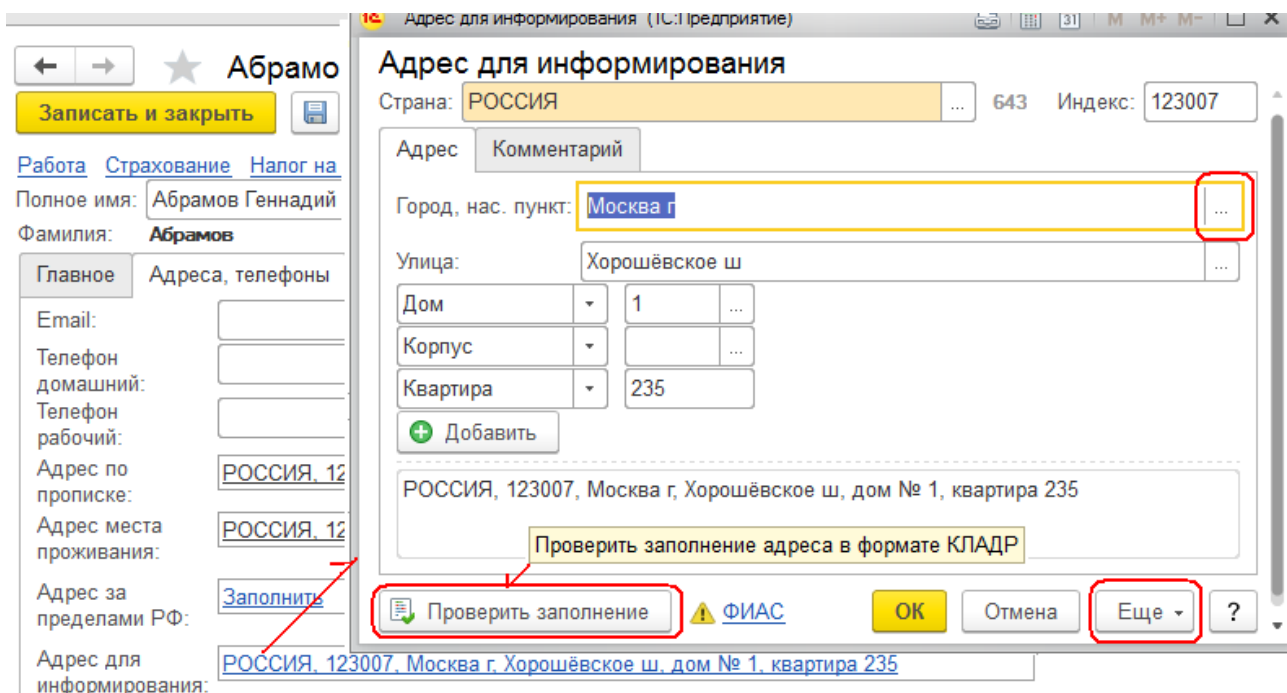 1С Адрес для информирования (1С:Предприятие) 31 M M+ M-
Абрамо
Записать и закрыть
Работа Страхование Налог на
Полное имя: Абрамов Геннадий
Фамилия: Абрамов
Главное Адреса, телефоны
Email:
Телефон
домашний:
Телефон
рабочий:
Адрес по
прописке:
РОССИЯ, 12
Адрес места
проживания:
РОССИЯ, 12
Адрес за
пределами РФ:
Заполнить
Адрес для
информирования:
РОССИЯ, 123007, Москва г, Хорошёвское ш, дом № 1, квартира 235
Адрес для информирования
Страна: РОССИЯ ... 643 Индекс: 123007
Адрес Комментарий
Город, нас. пункт: Москва г ...
Улица: Хорошёвское ш ...
Дом 1 ...
Корпус ...
Квартира 235
Добавить
РОССИЯ, 123007, Москва г, Хорошёвское ш, дом № 1, квартира 235
Проверить заполнение адреса в формате КЛАДР
Проверить заполнение ФИАС ОК Отмена Еще ?